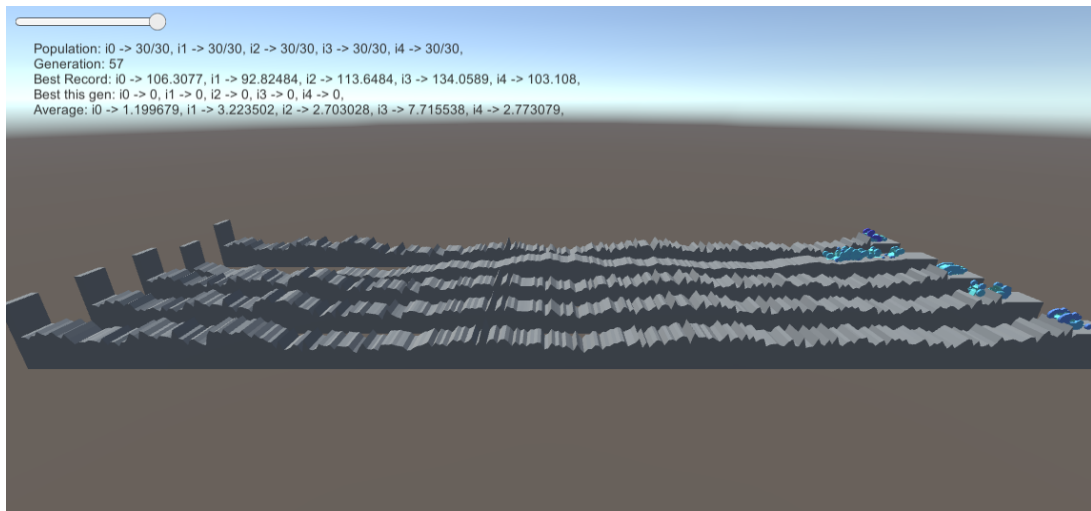 Population: i0 -> 30/30, i1 -> 30/30, i2 -> 30/30, i3 -> 30/30, i4 -> 30/30,
Generation: 57
Best Record: i0 -> 106.3077, i1 -> 92.82484, i2 -> 113.6484, i3 -> 134.0589, i4 -> 103.108,
Best this gen: i0 -> 0, i1 -> 0, i2 -> 0, i3 -> 0, i4 -> 0,
Average: i0 -> 1.199679, i1 -> 3.223502, i2 -> 2.703028, i3 -> 7.715538, i4 -> 2.773079,